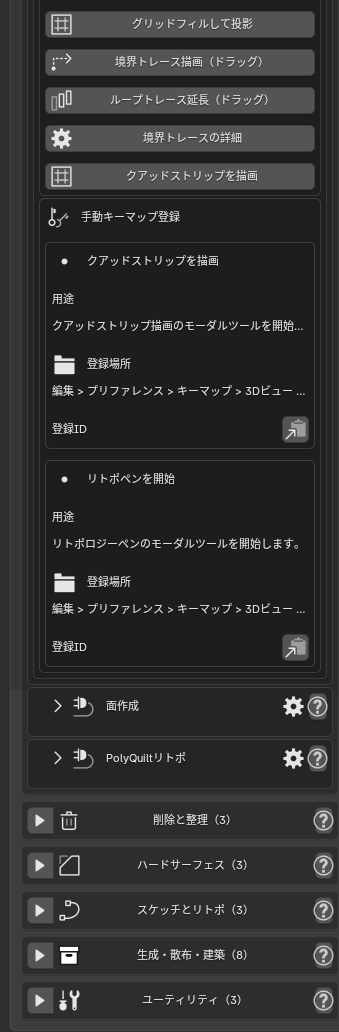 グリッドフィルして投影
境界トレース描画（ドラッグ）
ループトレース延長（ドラッグ）
境界トレースの詳細
クアッドストリップを描画
手動キーマップ登録
クアッドストリップを描画
用途
クアッドストリップ描画のモーダルツールを開始...
登録場所
編集 > プリファレンス > キーマップ > 3Dビュー ...
登録ID
リトポペンを開始
用途
リトポロジーペンのモーダルツールを開始します。
登録場所
編集 > プリファレンス > キーマップ > 3Dビュー ...
登録ID
面作成
PolyQuiltリトポ
削除と整理（3）
ハードサーフェス（3）
スケッチとリトポ（3）
生成・散布・建築（8）
ユーティリティ（3）